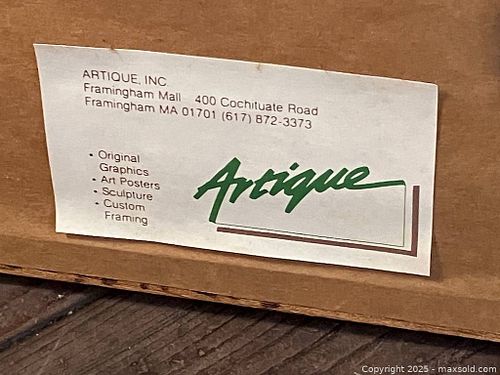 ARTIQUE, INC.
Framingham Mall 400 Cochituate Road
Framingham MA 01701 (617) 872-3373
• Original
Graphics
• Art Posters
• Sculpture
• Custom
Framing
Artique
Copyright 2025 - maxsold.com